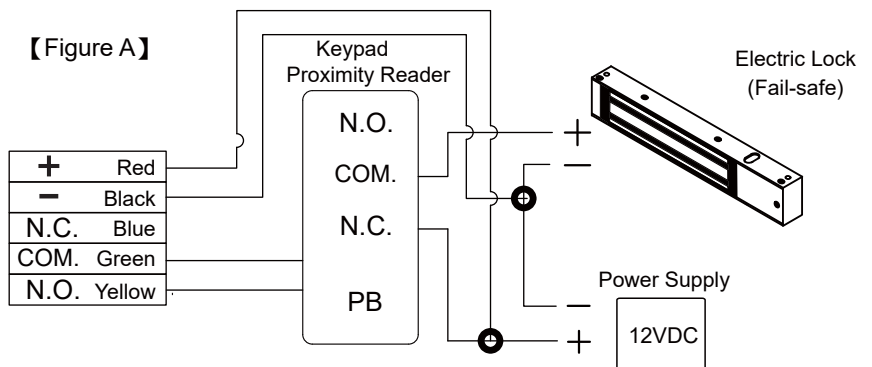 【Figure A】
Keypad
Proximity Reader
Electric Lock
(Fail-safe)
+ Red
− Black
N.C. Blue
COM. Green
N.O. Yellow
N.O.
COM.
N.C.
PB
+
−
Power Supply
−
+
12VDC